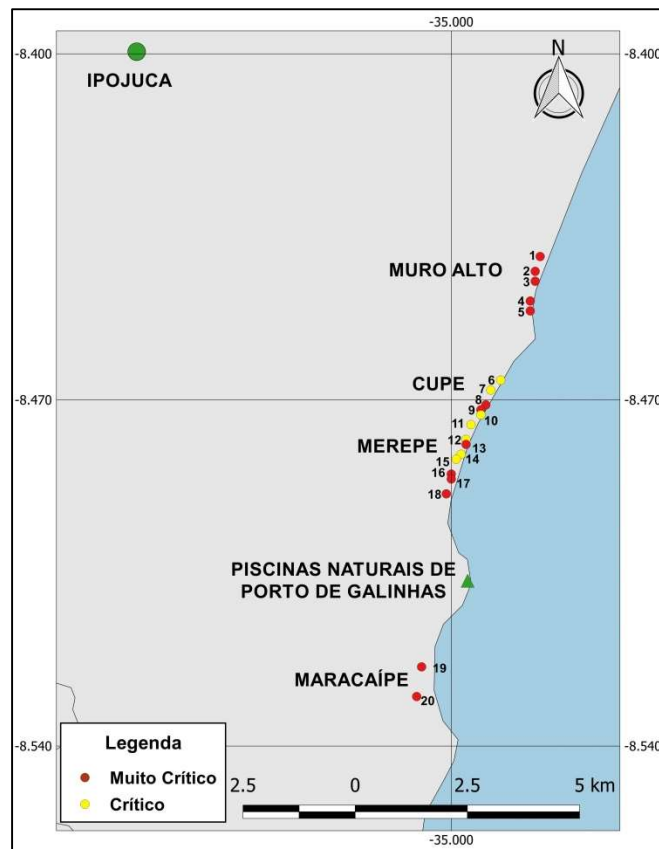 -35.000
-8.400
-8.400
N
IPOJUCA
1
MURO ALTO
2
3
4
5
CUPE
6
7
-8.470
8
-8.470
9
10
11
MEREPE
12
13
15
14
16
17
18
PISCINAS NATURAIS DE
PORTO DE GALINHAS
MARACAÍPE
19
20
-8.540
-8.540
Legenda
Muito Crítico
Crítico
2.5
0
2.5
5 km
-35.000